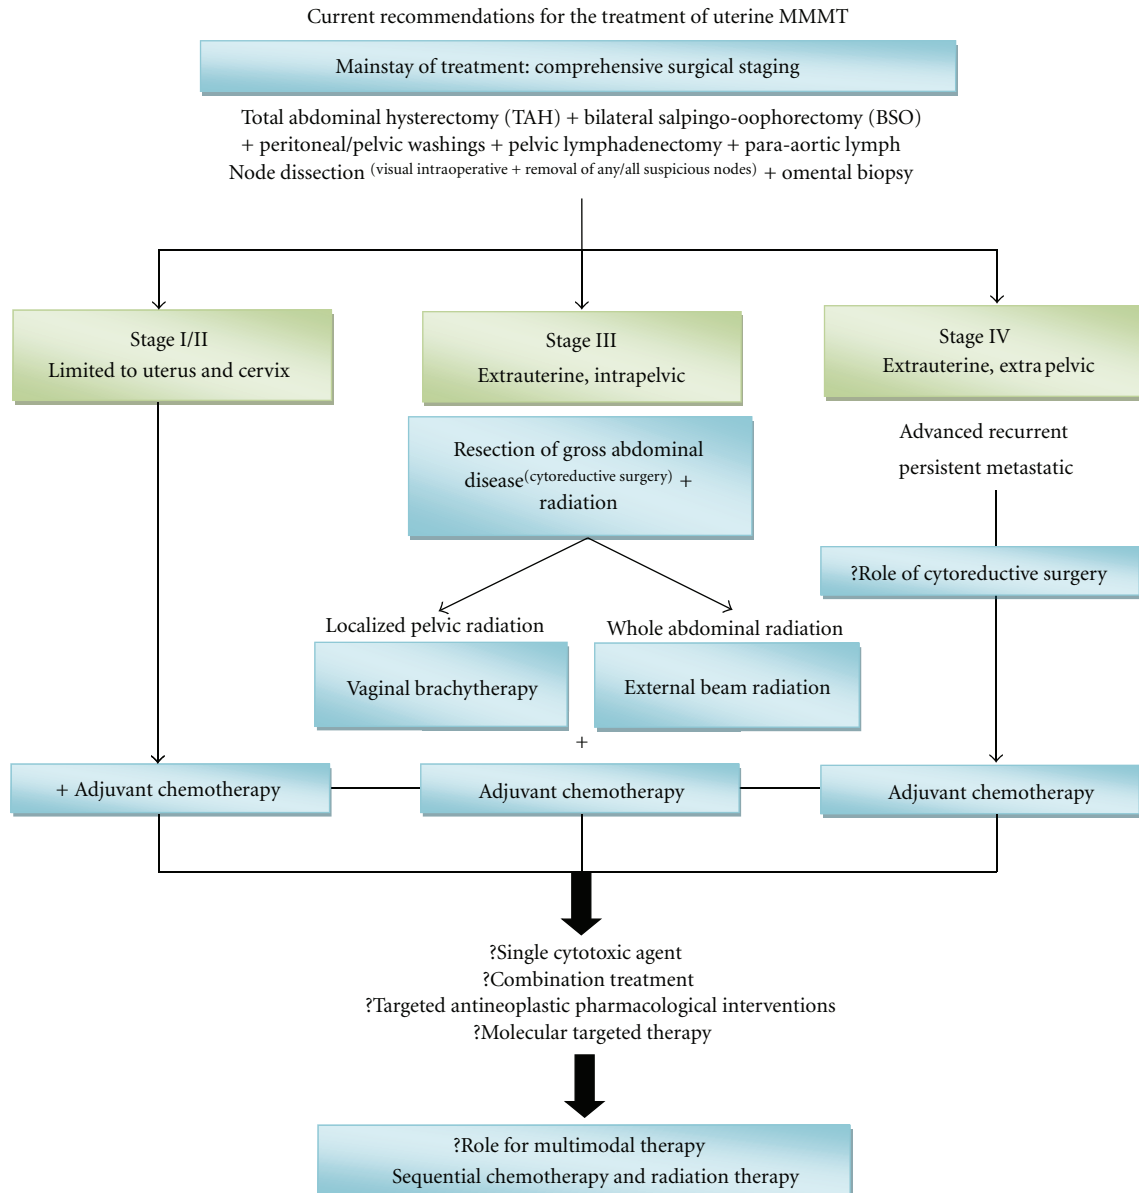 Current recommendations for the treatment of uterine MMMT
Mainstay of treatment: comprehensive surgical staging
Total abdominal hysterectomy (TAH) + bilateral salpingo-oophorectomy (BSO)
+ peritoneal/pelvic washings + pelvic lymphadenectomy + para-aortic lymph
Node dissection (visual intraoperative + removal of any/all suspicious nodes) + omental biopsy
Stage I/II
Limited to uterus and cervix
Stage III
Extrauterine, intrapelvic
Stage IV
Extrauterine, extra pelvic
Resection of gross abdominal
disease(cytoreductive surgery) +
radiation
Advanced recurrent
persistent metastatic
?Role of cytoreductive surgery
Localized pelvic radiation
Whole abdominal radiation
Vaginal brachytherapy
External beam radiation
+
+ Adjuvant chemotherapy
Adjuvant chemotherapy
Adjuvant chemotherapy
?Single cytotoxic agent
?Combination treatment
?Targeted antineoplastic pharmacological interventions
?Molecular targeted therapy
?Role for multimodal therapy
Sequential chemotherapy and radiation therapy